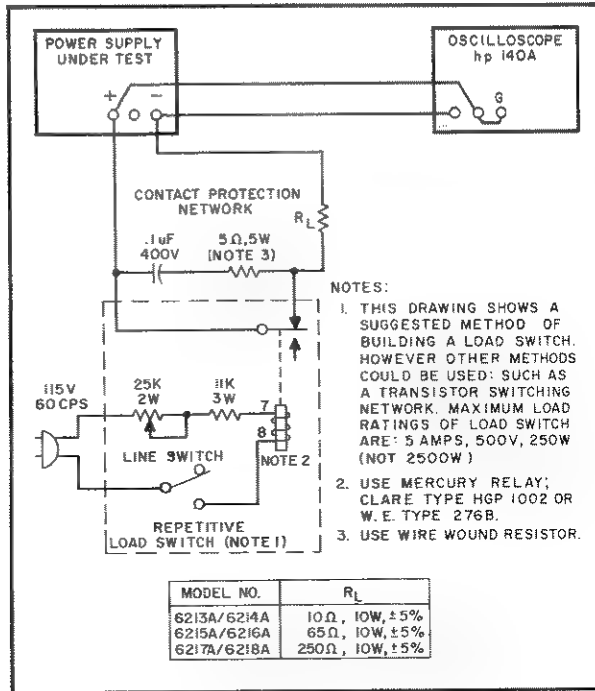 POWER SUPPLY
UNDER TEST
+ −
OSCILLOSCOPE
hp 140A
G
CONTACT PROTECTION
NETWORK
RL
.1uF
400V
5Ω,5W
(NOTE 3)
115V
60 CPS
25K
2W
11K
3W
7
8
LINE SWITCH
NOTE 2
REPETITIVE
LOAD SWITCH (NOTE 1)
NOTES:
1. THIS DRAWING SHOWS A
SUGGESTED METHOD OF
BUILDING A LOAD SWITCH.
HOWEVER OTHER METHODS
COULD BE USED: SUCH AS
A TRANSISTOR SWITCHING
NETWORK. MAXIMUM LOAD
RATINGS OF LOAD SWITCH
ARE: 5 AMPS, 500V, 250W
(NOT 2500W)
2. USE MERCURY RELAY;
CLARE TYPE HGP 1002 OR
W.E. TYPE 276B.
3. USE WIRE WOUND RESISTOR.
MODEL NO. RL
6213A/6214A 10Ω, 10W, ±5%
6215A/6216A 65Ω, 10W, ±5%
6217A/6218A 250Ω, 10W, ±5%